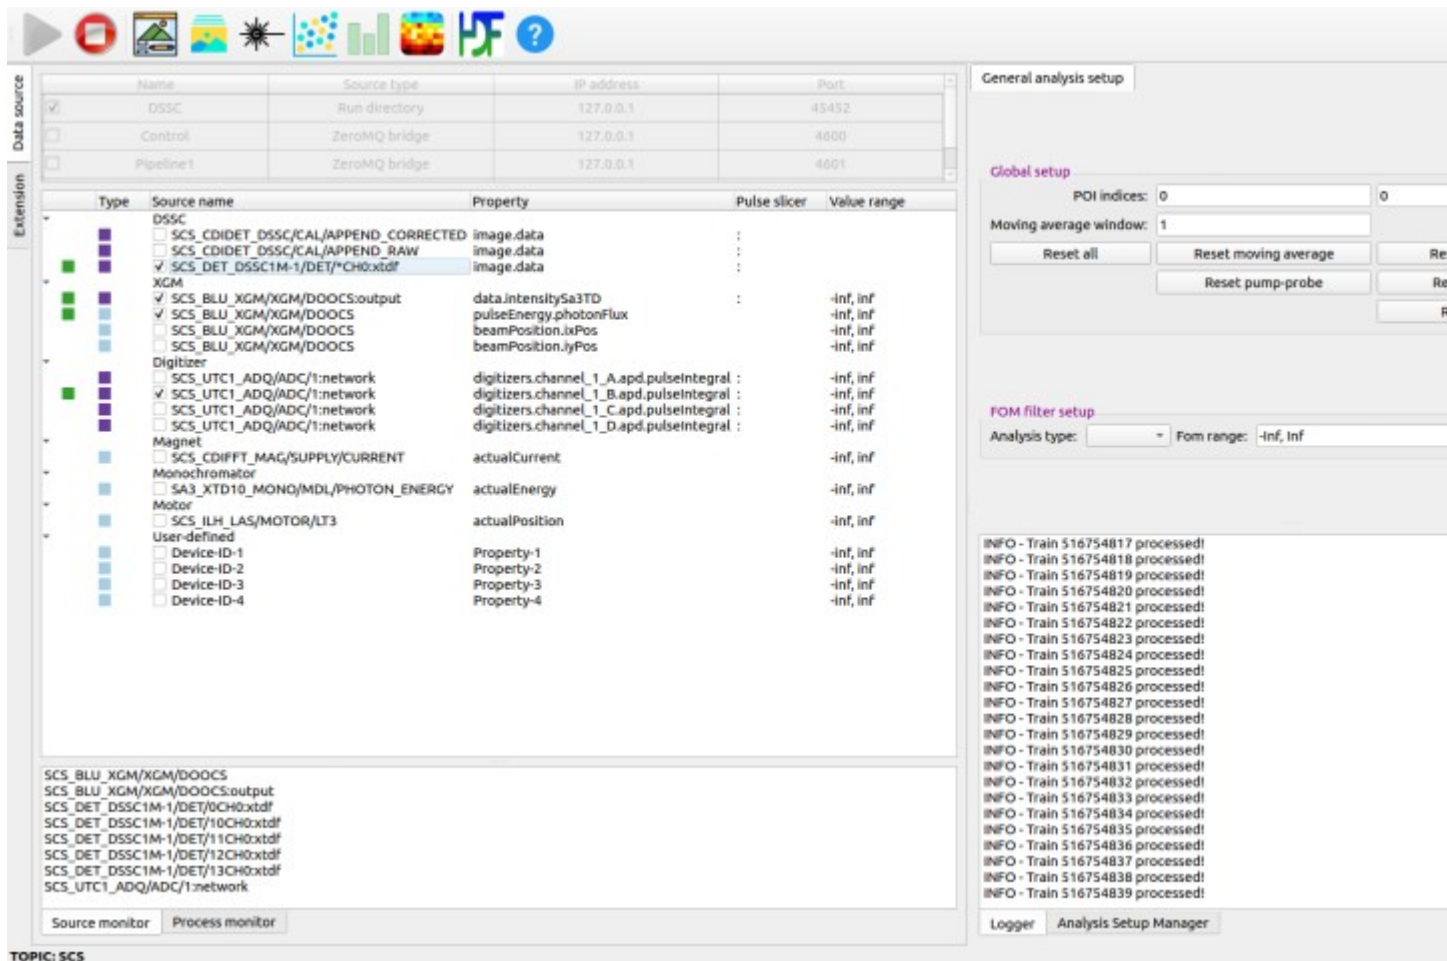 Data source
Extension
Name Source type IP address Port
DSSC Run directory 127.0.0.1 45452
Control ZeroMQ bridge 127.0.0.1 4600
Pipeline1 ZeroMQ bridge 127.0.0.1 4601
Type Source name Property Pulse slicer Value range
DSSC
SCS_CDIDET_DSSC/CAL/APPEND_CORRECTED image.data :
SCS_CDIDET_DSSC/CAL/APPEND_RAW image.data :
SCS_DET_DSSC1M-1/DET/*CH0:xtdf image.data :
XGM
SCS_BLU_XGM/XGM/DOOCS:output data.intensitySa3TD : -inf, inf
SCS_BLU_XGM/XGM/DOOCS pulseEnergy.photonFlux -inf, inf
SCS_BLU_XGM/XGM/DOOCS beamPosition.ixPos -inf, inf
SCS_BLU_XGM/XGM/DOOCS beamPosition.iyPos -inf, inf
Digitizer
SCS_UTC1_ADQ/ADC/1:network digitizers.channel_1_A.apd.pulseIntegral : -inf, inf
SCS_UTC1_ADQ/ADC/1:network digitizers.channel_1_B.apd.pulseIntegral : -inf, inf
SCS_UTC1_ADQ/ADC/1:network digitizers.channel_1_C.apd.pulseIntegral : -inf, inf
SCS_UTC1_ADQ/ADC/1:network digitizers.channel_1_D.apd.pulseIntegral : -inf, inf
Magnet
SCS_CDIFFT_MAG/SUPPLY/CURRENT actualCurrent -inf, inf
Monochromator
SA3_XTD10_MONO/MDL/PHOTON_ENERGY actualEnergy -inf, inf
Motor
SCS_ILH_LAS/MOTOR/LT3 actualPosition -inf, inf
User-defined
Device-ID-1 Property-1 -inf, inf
Device-ID-2 Property-2 -inf, inf
Device-ID-3 Property-3 -inf, inf
Device-ID-4 Property-4 -inf, inf
SCS_BLU_XGM/XGM/DOOCS
SCS_BLU_XGM/XGM/DOOCS:output
SCS_DET_DSSC1M-1/DET/0CH0:xtdf
SCS_DET_DSSC1M-1/DET/10CH0:xtdf
SCS_DET_DSSC1M-1/DET/11CH0:xtdf
SCS_DET_DSSC1M-1/DET/12CH0:xtdf
SCS_DET_DSSC1M-1/DET/13CH0:xtdf
SCS_UTC1_ADQ/ADC/1:network
Source monitor Process monitor
TOPIC: SCS
General analysis setup
Global setup
POI indices: 0 0
Moving average window: 1
Reset all Reset moving average Re
Reset pump-probe Re
R
FOM filter setup
Analysis type: Fom range: -Inf, Inf
INFO - Train 516754817 processed!
INFO - Train 516754818 processed!
INFO - Train 516754819 processed!
INFO - Train 516754820 processed!
INFO - Train 516754821 processed!
INFO - Train 516754822 processed!
INFO - Train 516754823 processed!
INFO - Train 516754824 processed!
INFO - Train 516754825 processed!
INFO - Train 516754826 processed!
INFO - Train 516754827 processed!
INFO - Train 516754828 processed!
INFO - Train 516754829 processed!
INFO - Train 516754830 processed!
INFO - Train 516754831 processed!
INFO - Train 516754832 processed!
INFO - Train 516754833 processed!
INFO - Train 516754834 processed!
INFO - Train 516754835 processed!
INFO - Train 516754836 processed!
INFO - Train 516754837 processed!
INFO - Train 516754838 processed!
INFO - Train 516754839 processed!
Logger Analysis Setup Manager